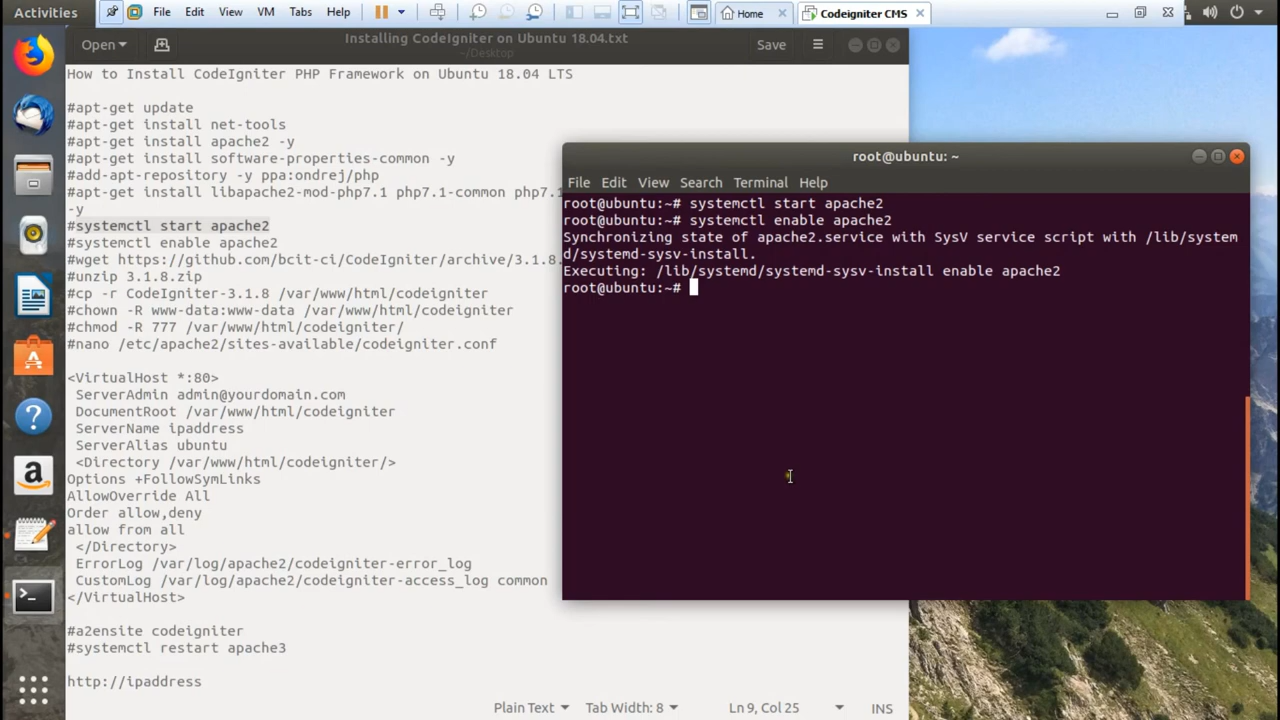 Activities
File Edit View VM Tabs Help
Home
Codeigniter CMS
Open
Installing CodeIgniter on Ubuntu 18.04.txt
~/Desktop
Save
How to Install CodeIgniter PHP Framework on Ubuntu 18.04 LTS
#apt-get update
#apt-get install net-tools
#apt-get install apache2 -y
#apt-get install software-properties-common -y
#add-apt-repository -y ppa:ondrej/php
#apt-get install libapache2-mod-php7.1 php7.1-common php7.1
-y
#systemctl start apache2
#systemctl enable apache2
#wget https://github.com/bcit-ci/CodeIgniter/archive/3.1.8.
#unzip 3.1.8.zip
#cp -r CodeIgniter-3.1.8 /var/www/html/codeigniter
#chown -R www-data:www-data /var/www/html/codeigniter
#chmod -R 777 /var/www/html/codeigniter/
#nano /etc/apache2/sites-available/codeigniter.conf
<VirtualHost *:80>
ServerAdmin admin@yourdomain.com
DocumentRoot /var/www/html/codeigniter
ServerName ipaddress
ServerAlias ubuntu
<Directory /var/www/html/codeigniter/>
Options +FollowSymLinks
AllowOverride All
Order allow,deny
allow from all
</Directory>
ErrorLog /var/log/apache2/codeigniter-error_log
CustomLog /var/log/apache2/codeigniter-access_log common
</VirtualHost>
#a2ensite codeigniter
#systemctl restart apache3
http://ipaddress
Plain Text Tab Width: 8 Ln 9, Col 25 INS
root@ubuntu: ~
File Edit View Search Terminal Help
root@ubuntu:~# systemctl start apache2
root@ubuntu:~# systemctl enable apache2
Synchronizing state of apache2.service with SysV service script with /lib/system
d/systemd-sysv-install.
Executing: /lib/systemd/systemd-sysv-install enable apache2
root@ubuntu:~#